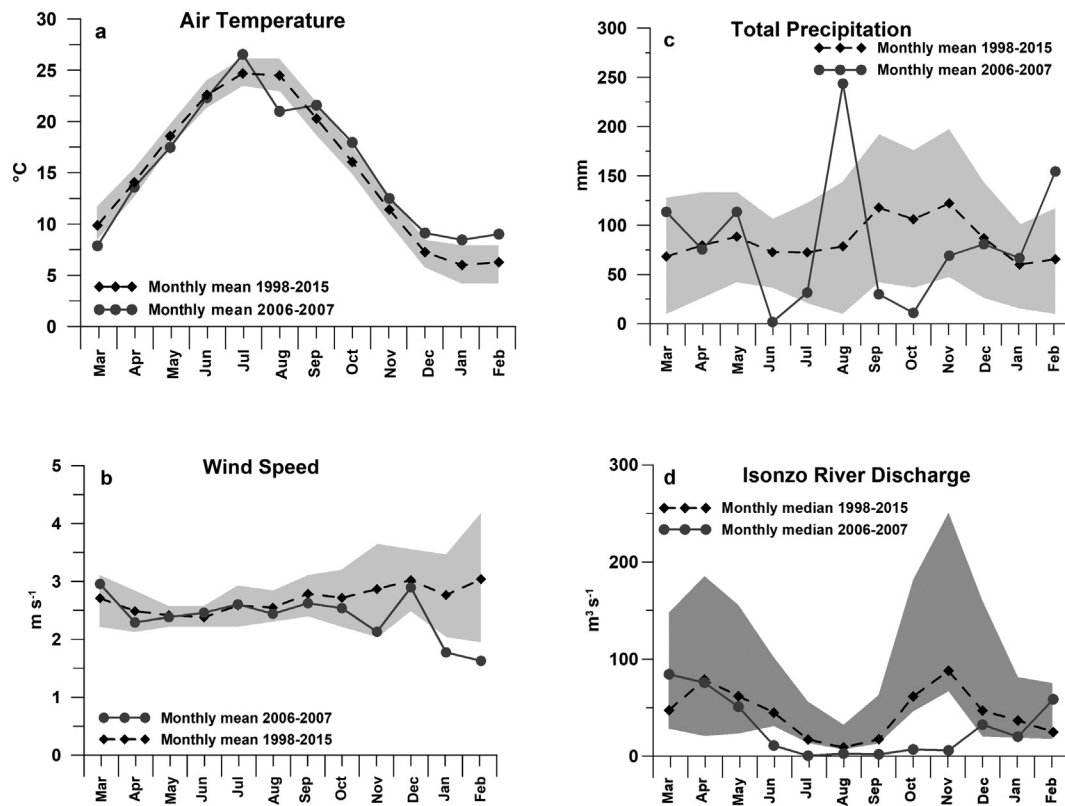 a
Air Temperature
30
25
20
15
10
5
0
°C
Monthly mean 1998-2015
Monthly mean 2006-2007
Mar
Apr
May
Jun
Jul
Aug
Sep
Oct
Nov
Dec
Jan
Feb
c
Total Precipitation
Monthly mean 1998-2015
Monthly mean 2006-2007
300
250
200
150
100
50
0
mm
Mar
Apr
May
Jun
Jul
Aug
Sep
Oct
Nov
Dec
Jan
Feb
b
Wind Speed
5
4
3
2
1
0
m s⁻¹
Monthly mean 2006-2007
Monthly mean 1998-2015
Mar
Apr
May
Jun
Jul
Aug
Sep
Oct
Nov
Dec
Jan
Feb
d
Isonzo River Discharge
Monthly median 1998-2015
Monthly median 2006-2007
300
200
100
0
m³ s⁻¹
Mar
Apr
May
Jun
Jul
Aug
Sep
Oct
Nov
Dec
Jan
Feb